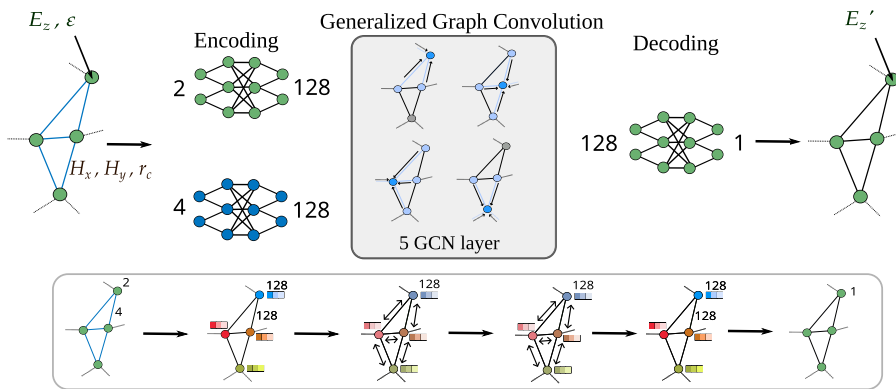 Generalized Graph Convolution
E_z , ε
Encoding
Decoding
E_z′
2
128
128
1
H_x , H_y , r_c
4
128
5 GCN layer
2
4
128
128
128
128
128
128
1